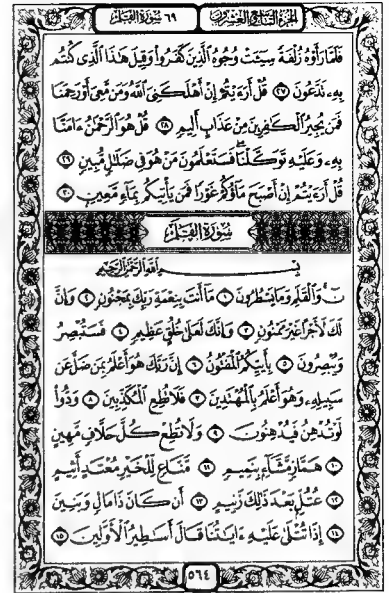 الجزء التاسع والعشرون ٦٩ سورة القلم
فَلَمَّا رَأَوْهُ زُلْفَةً سِيٓـَٔتْ وُجُوهُ ٱلَّذِينَ كَفَرُوا۟ وَقِيلَ هَٰذَا ٱلَّذِى كُنتُم
بِهِۦ تَدَّعُونَ ٢٧ قُلْ أَرَءَيْتُمْ إِنْ أَهْلَكَنِىَ ٱللَّهُ وَمَن مَّعِىَ أَوْ رَحِمَنَا
فَمَن يُجِيرُ ٱلْكَٰفِرِينَ مِنْ عَذَابٍ أَلِيمٍ ٢٨ قُلْ هُوَ ٱلرَّحْمَٰنُ ءَامَنَّا
بِهِۦ وَعَلَيْهِ تَوَكَّلْنَا فَسَتَعْلَمُونَ مَنْ هُوَ فِى ضَلَٰلٍ مُّبِينٍ ٢٩
قُلْ أَرَءَيْتُمْ إِنْ أَصْبَحَ مَآؤُكُمْ غَوْرًا فَمَن يَأْتِيكُم بِمَآءٍ مَّعِينٍۭ ٣٠
سورة القلم
بِسْمِ ٱللَّهِ ٱلرَّحْمَٰنِ ٱلرَّحِيمِ
نٓ وَٱلْقَلَمِ وَمَا يَسْطُرُونَ ١ مَآ أَنتَ بِنِعْمَةِ رَبِّكَ بِمَجْنُونٍ ٢ وَإِنَّ
لَكَ لَأَجْرًا غَيْرَ مَمْنُونٍ ٣ وَإِنَّكَ لَعَلَىٰ خُلُقٍ عَظِيمٍ ٤ فَسَتُبْصِرُ
وَيُبْصِرُونَ ٥ بِأَييِّكُمُ ٱلْمَفْتُونُ ٦ إِنَّ رَبَّكَ هُوَ أَعْلَمُ بِمَن ضَلَّ عَن
سَبِيلِهِۦ وَهُوَ أَعْلَمُ بِٱلْمُهْتَدِينَ ٧ فَلَا تُطِعِ ٱلْمُكَذِّبِينَ ٨ وَدُّوا۟
لَوْ تُدْهِنُ فَيُدْهِنُونَ ٩ وَلَا تُطِعْ كُلَّ حَلَّافٍ مَّهِينٍ
١٠ هَمَّازٍ مَّشَّآءٍۭ بِنَمِيمٍ ١١ مَّنَّاعٍ لِّلْخَيْرِ مُعْتَدٍ أَثِيمٍ
١٢ عُتُلٍّۭ بَعْدَ ذَٰلِكَ زَنِيمٍ ١٣ أَن كَانَ ذَا مَالٍ وَبَنِينَ
١٤ إِذَا تُتْلَىٰ عَلَيْهِ ءَايَٰتُنَا قَالَ أَسَٰطِيرُ ٱلْأَوَّلِينَ ١٥
٥٦٤